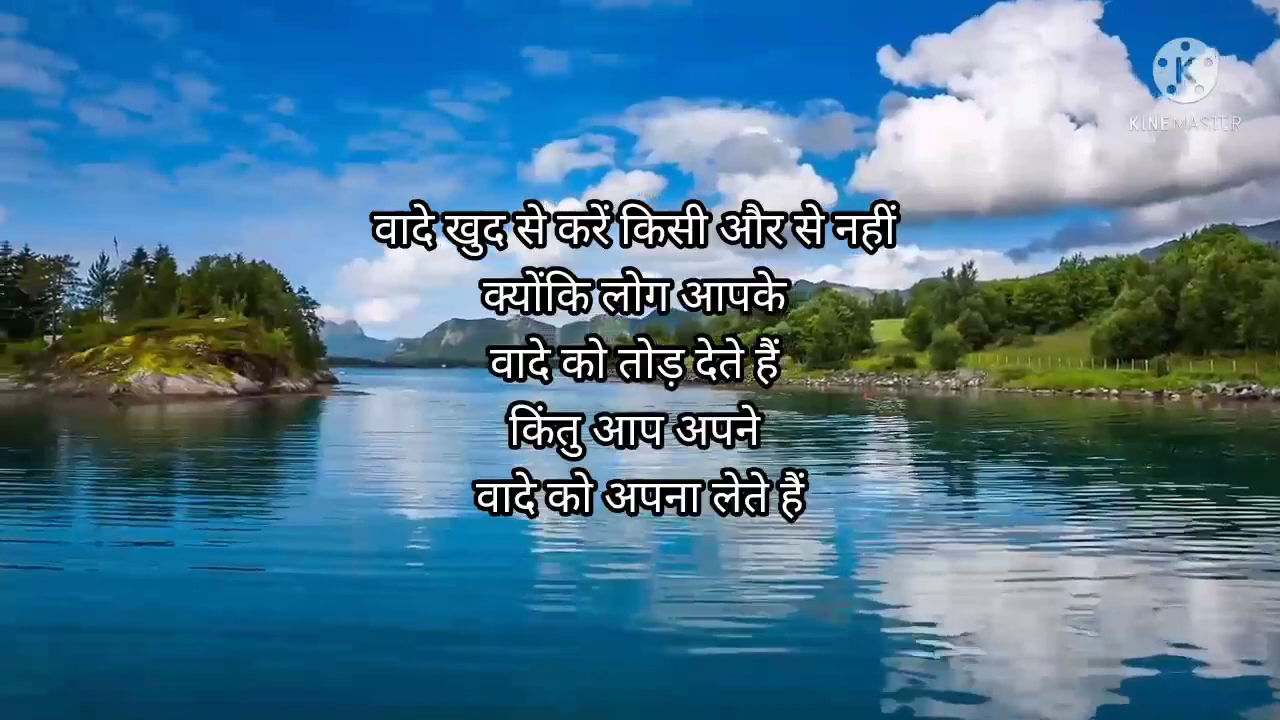 KINEMASTER
वादे खुद से करें किसी और से नहीं
क्योंकि लोग आपके
वादे को तोड़ देते हैं
किंतु आप अपने
वादे को अपना लेते हैं